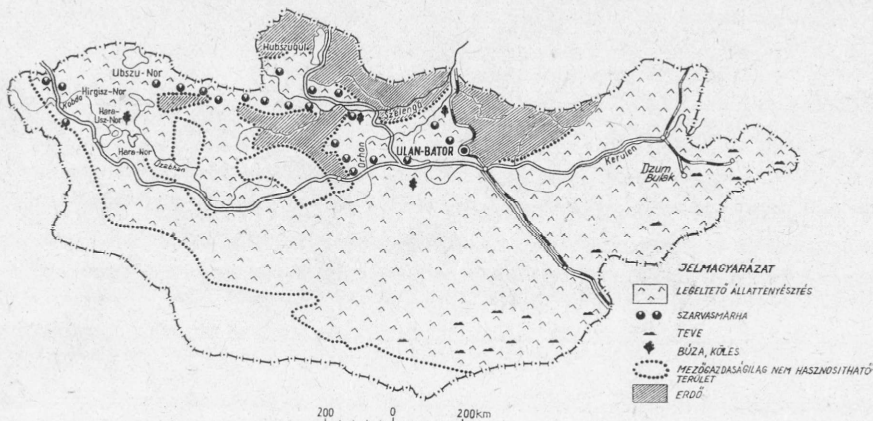 Hubszugul
Ubszu-Nor
Kobdo
Hirgisz-Nor
Hara-
Usz-Nor
Hara-Nor
Dzabhan
Szelenga
Orhon
ULAN-BATOR
Kerulen
Dzum
Bulak
JELMAGYARÁZAT
LEGELTETŐ ÁLLATTENYÉSZTÉS
SZARVASMARHA
TEVE
BÚZA, KÖLES
MEZŐGAZDASÁGILAG NEM HASZNOSITHATÓ
TERÜLET
ERDŐ
200 0 200km